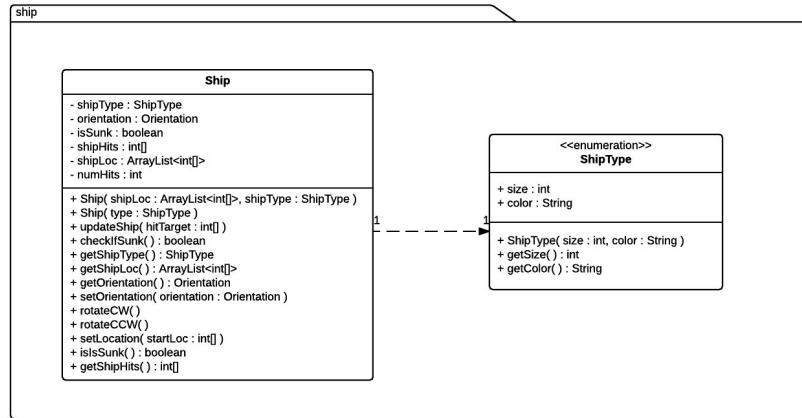 ship
Ship
- shipType : ShipType
- orientation : Orientation
- isSunk : boolean
- shipHits : int[]
- shipLoc : ArrayList<int[]>
- numHits : int
+ Ship( shipLoc : ArrayList<int[]>, shipType : ShipType )
+ Ship( type : ShipType )
+ updateShip( hitTarget : int[] )
+ checkIfSunk( ) : boolean
+ getShipType( ) : ShipType
+ getShipLoc( ) : ArrayList<int[]>
+ getOrientation( ) : Orientation
+ setOrientation( orientation : Orientation )
+ rotateCW( )
+ rotateCCW( )
+ setLocation( startLoc : int[] )
+ isIsSunk( ) : boolean
+ getShipHits( ) : int[]
1
1
<<enumeration>>
ShipType
+ size : int
+ color : String
+ ShipType( size : int, color : String )
+ getSize( ) : int
+ getColor( ) : String